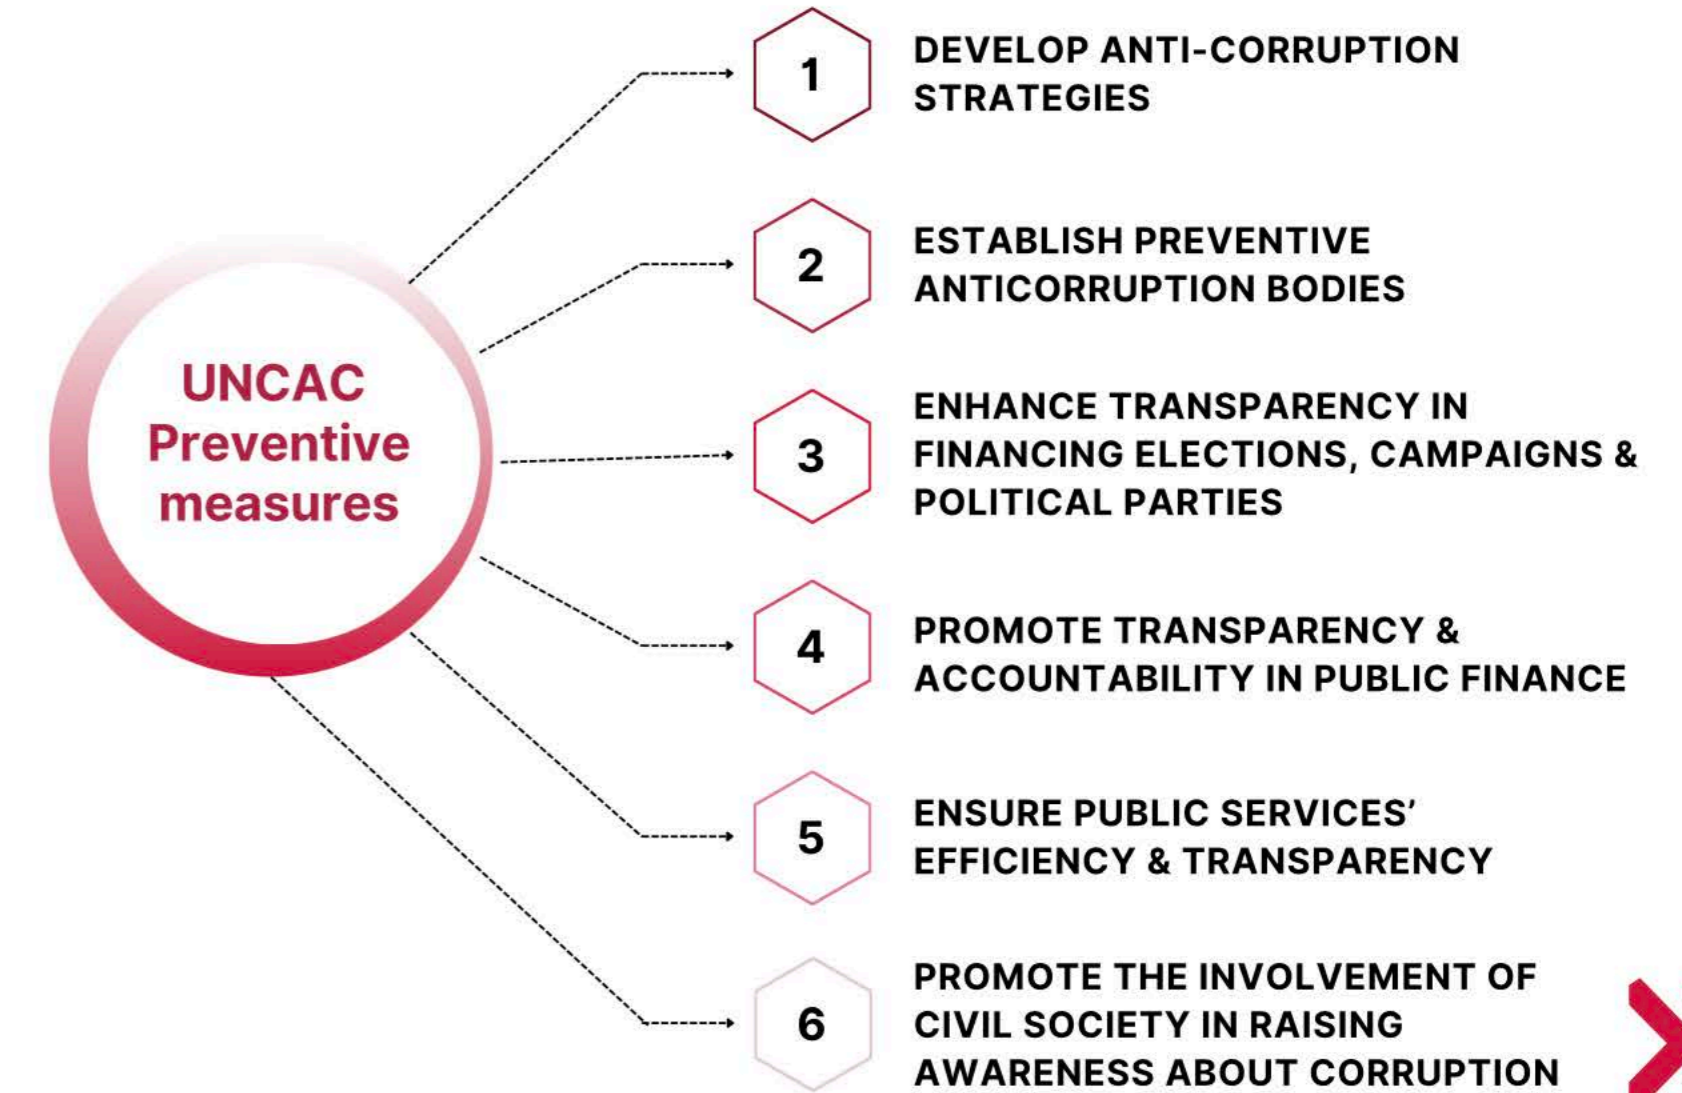 UNCAC
Preventive
measures
1
DEVELOP ANTI-CORRUPTION
STRATEGIES
2
ESTABLISH PREVENTIVE
ANTICORRUPTION BODIES
3
ENHANCE TRANSPARENCY IN
FINANCING ELECTIONS, CAMPAIGNS &
POLITICAL PARTIES
4
PROMOTE TRANSPARENCY &
ACCOUNTABILITY IN PUBLIC FINANCE
5
ENSURE PUBLIC SERVICES’
EFFICIENCY & TRANSPARENCY
6
PROMOTE THE INVOLVEMENT OF
CIVIL SOCIETY IN RAISING
AWARENESS ABOUT CORRUPTION